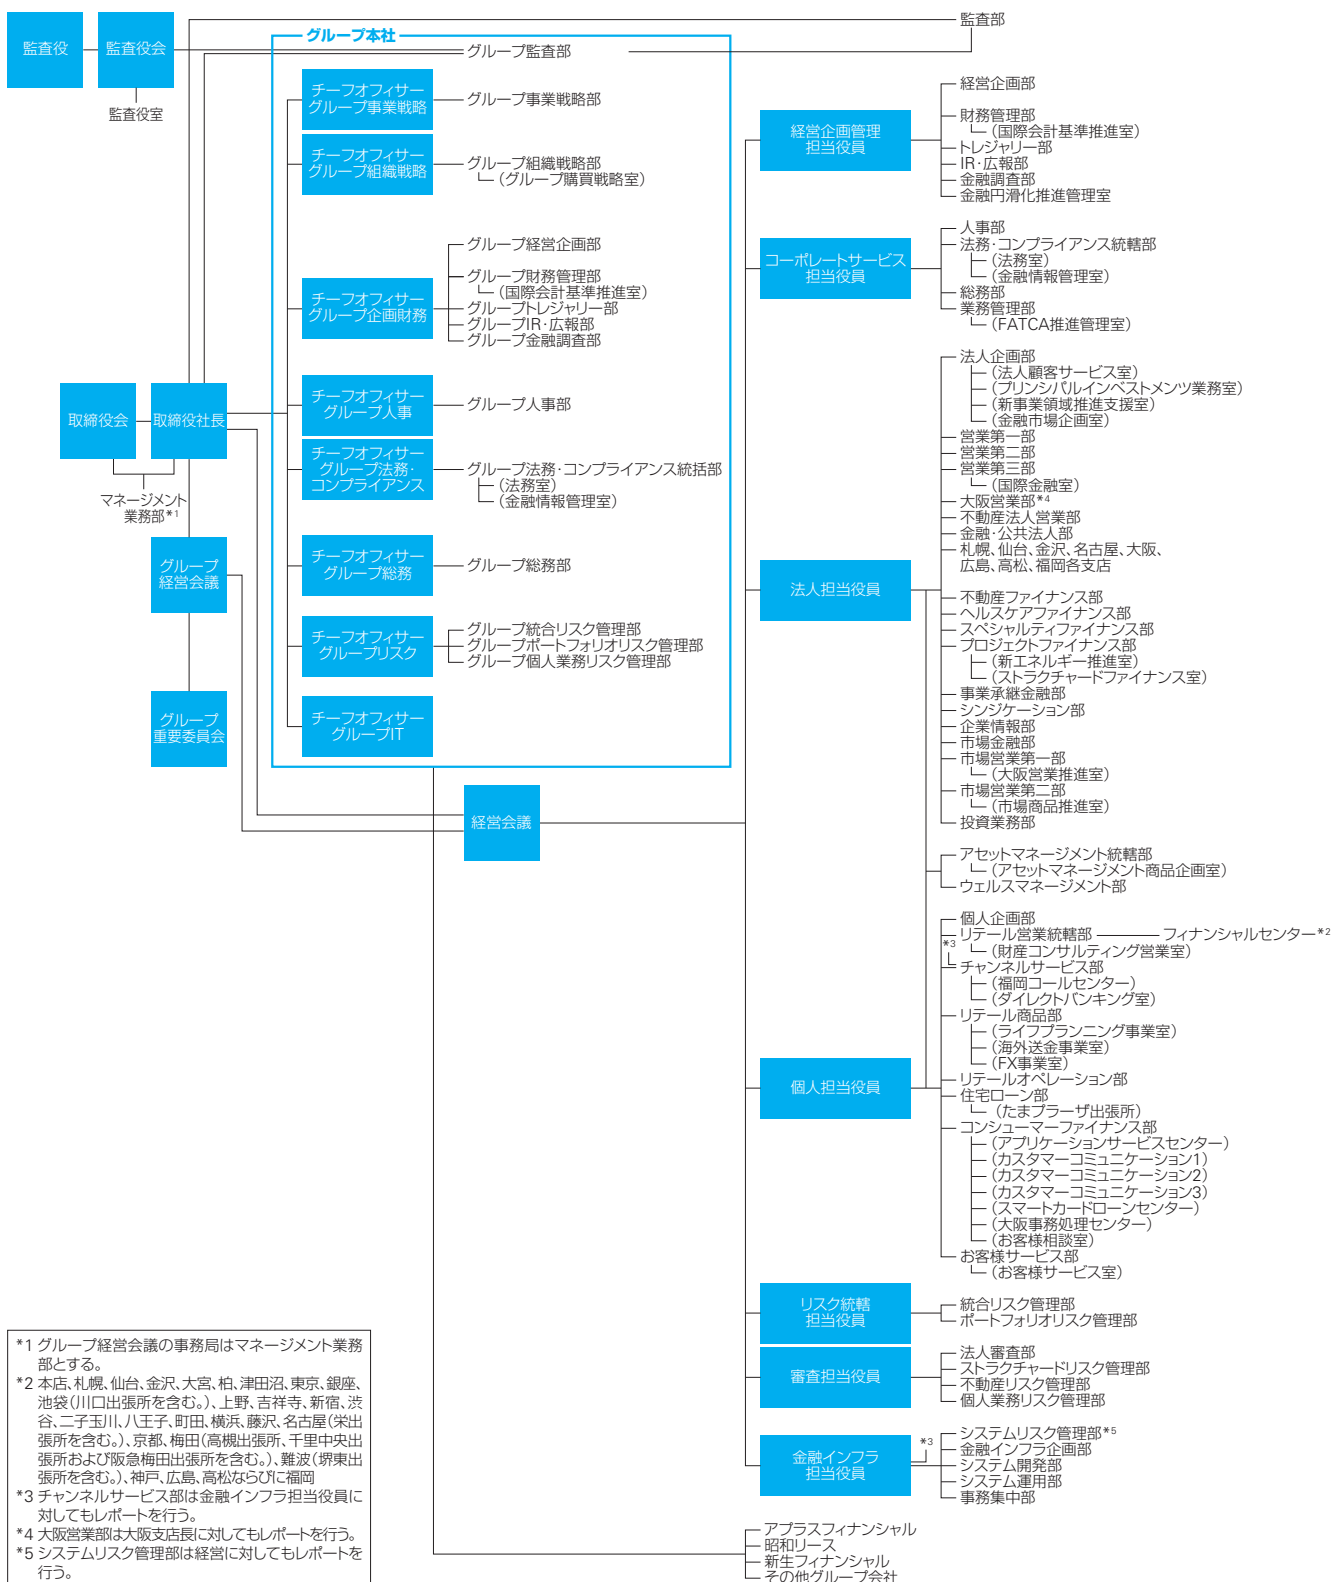 監査役
監査役会
監査役室
グループ本社
グループ監査部
監査部
チーフオフィサー
グループ事業戦略
グループ事業戦略部
チーフオフィサー
グループ組織戦略
グループ組織戦略部
(グループ購買戦略室)
チーフオフィサー
グループ企画財務
グループ経営企画部
グループ財務管理部
(国際会計基準推進室)
グループトレジャリー部
グループIR・広報部
グループ金融調査部
チーフオフィサー
グループ人事
グループ人事部
チーフオフィサー
グループ法務・
コンプライアンス
グループ法務・コンプライアンス統括部
(法務室)
(金融情報管理室)
チーフオフィサー
グループ総務
グループ総務部
チーフオフィサー
グループリスク
グループ統合リスク管理部
グループポートフォリオリスク管理部
グループ個人業務リスク管理部
チーフオフィサー
グループIT
取締役会
取締役社長
マネージメント
業務部*1
グループ
経営会議
グループ
重要委員会
経営会議
経営企画管理
担当役員
経営企画部
財務管理部
(国際会計基準推進室)
トレジャリー部
IR・広報部
金融調査部
金融円滑化推進管理室
コーポレートサービス
担当役員
人事部
法務・コンプライアンス統轄部
(法務室)
(金融情報管理室)
総務部
業務管理部
(FATCA推進管理室)
法人担当役員
法人企画部
(法人顧客サービス室)
(プリンシパルインベストメンツ業務室)
(新事業領域推進支援室)
(金融市場企画室)
営業第一部
営業第二部
営業第三部
(国際金融室)
大阪営業部*4
不動産法人営業部
金融・公共法人部
札幌、仙台、金沢、名古屋、大阪、
広島、高松、福岡各支店
不動産ファイナンス部
ヘルスケアファイナンス部
スペシャルティファイナンス部
プロジェクトファイナンス部
(新エネルギー推進室)
(ストラクチャードファイナンス室)
事業承継金融部
シンジケーション部
企業情報部
市場金融部
市場営業第一部
(大阪営業推進室)
市場営業第二部
(市場商品推進室)
投資業務部
アセットマネージメント統轄部
(アセットマネージメント商品企画室)
ウェルスマネージメント部
個人担当役員
個人企画部
リテール営業統轄部
フィナンシャルセンター*2
(財産コンサルティング営業室)
*3
チャンネルサービス部
(福岡コールセンター)
(ダイレクトバンキング室)
リテール商品部
(ライフプランニング事業室)
(海外送金事業室)
(FX事業室)
リテールオペレーション部
住宅ローン部
(たまプラーザ出張所)
コンシューマーファイナンス部
(アプリケーションサービスセンター)
(カスタマーコミュニケーション1)
(カスタマーコミュニケーション2)
(カスタマーコミュニケーション3)
(スマートカードローンセンター)
(大阪事務処理センター)
(お客様相談室)
お客様サービス部
(お客様サービス室)
リスク統轄
担当役員
統合リスク管理部
ポートフォリオリスク管理部
審査担当役員
法人審査部
ストラクチャードリスク管理部
不動産リスク管理部
個人業務リスク管理部
金融インフラ
担当役員
*3
システムリスク管理部*5
金融インフラ企画部
システム開発部
システム運用部
事務集中部
アプラスフィナンシャル
昭和リース
新生フィナンシャル
その他グループ会社
*1 グループ経営会議の事務局はマネージメント業務
部とする。
*2 本店、札幌、仙台、金沢、大宮、柏、津田沼、東京、銀座、
池袋(川口出張所を含む。)、上野、吉祥寺、新宿、渋
谷、二子玉川、八王子、町田、横浜、藤沢、名古屋(栄出
張所を含む。)、京都、梅田(高槻出張所、千里中央出
張所および阪急梅田出張所を含む。)、難波(堺東出
張所を含む。)、神戸、広島、高松ならびに福岡
*3 チャンネルサービス部は金融インフラ担当役員に
対してもレポートを行う。
*4 大阪営業部は大阪支店長に対してもレポートを行う。
*5 システムリスク管理部は経営に対してもレポートを
行う。